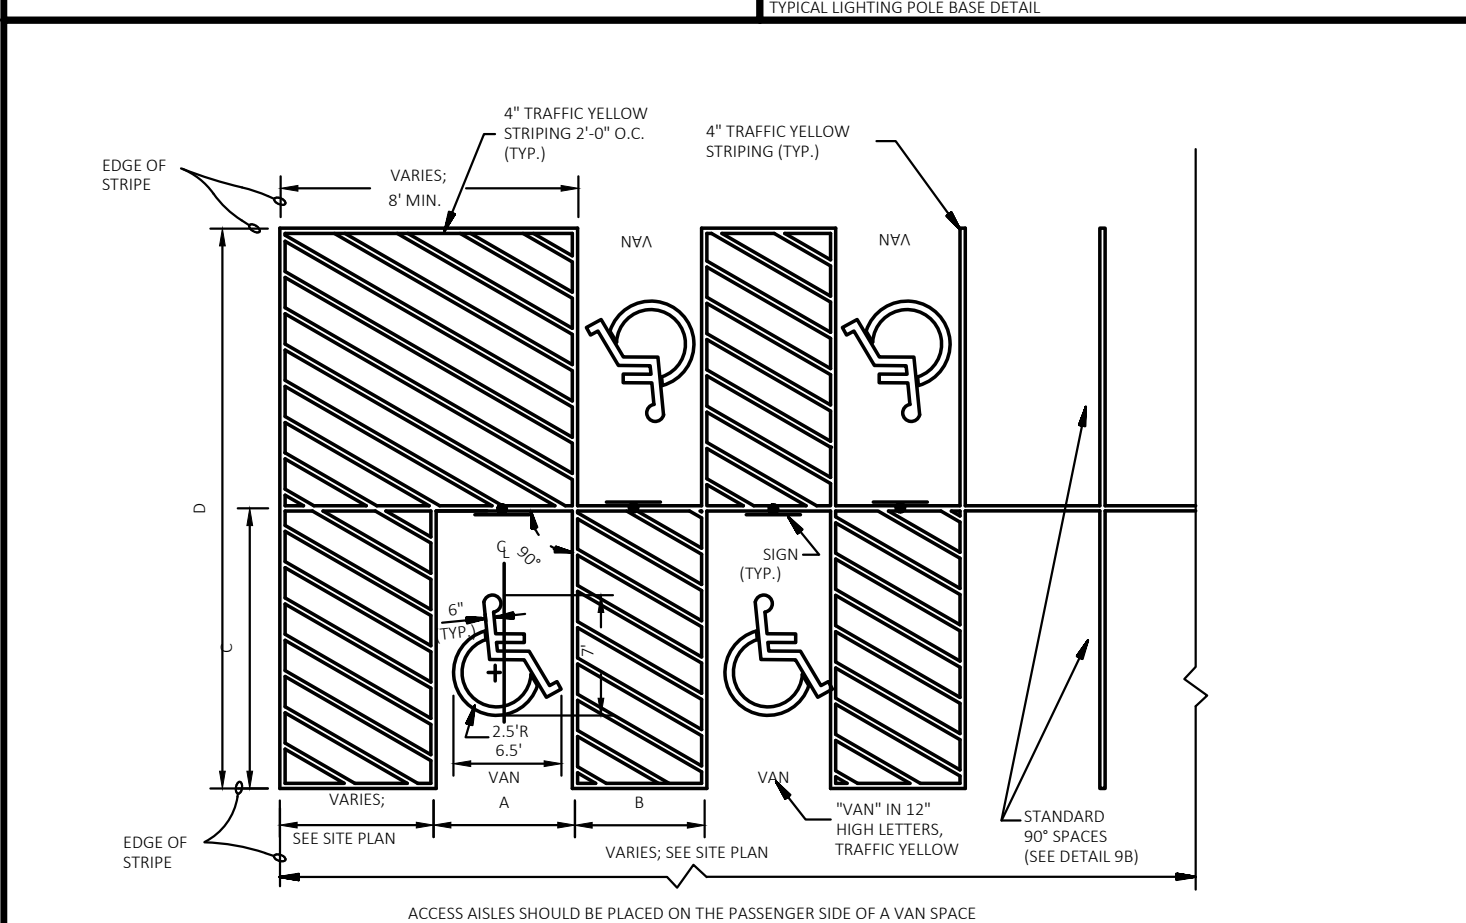 TYPICAL LIGHTING POLE BASE DETAIL
4" TRAFFIC YELLOW
STRIPING 2'-0" O.C.
(TYP.)
4" TRAFFIC YELLOW
STRIPING (TYP.)
EDGE OF
STRIPE
VARIES;
8' MIN.
VAN
VAN
D
C
℄
90°
SIGN
(TYP.)
6"
(TYP.)
7'
2.5'R
6.5'
VAN
VAN
VARIES;
SEE SITE PLAN
A
B
VARIES; SEE SITE PLAN
"VAN" IN 12"
HIGH LETTERS,
TRAFFIC YELLOW
STANDARD
90° SPACES
(SEE DETAIL 9B)
EDGE OF
STRIPE
ACCESS AISLES SHOULD BE PLACED ON THE PASSENGER SIDE OF A VAN SPACE